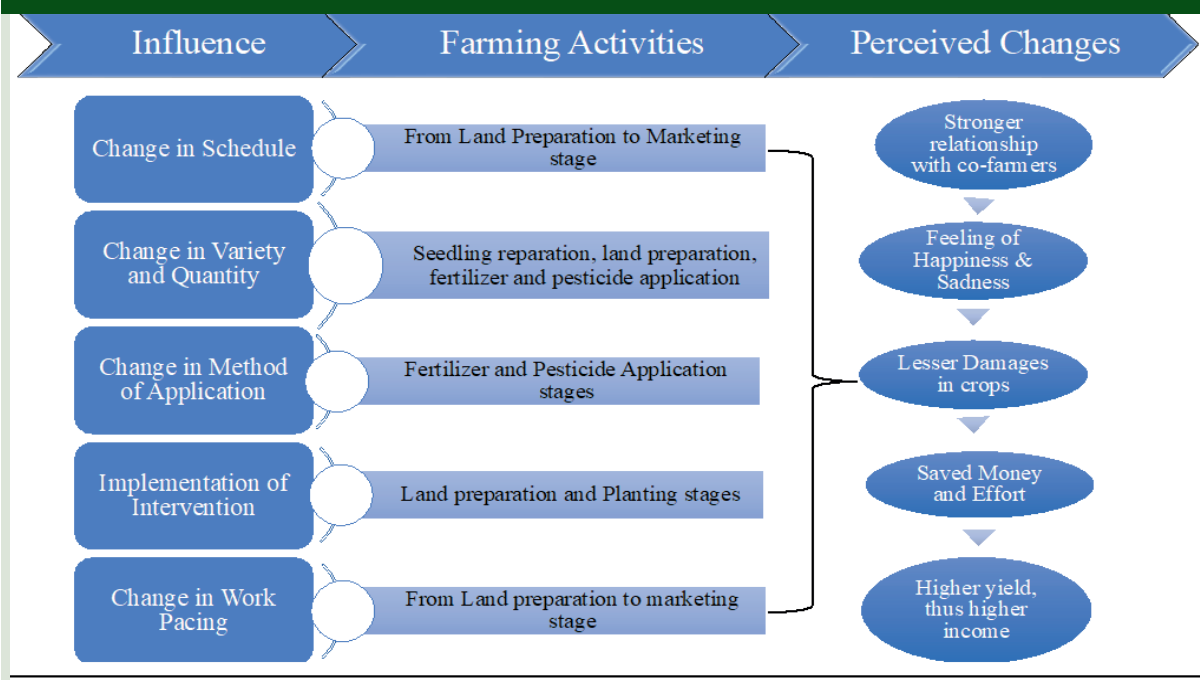 Influence
Farming Activities
Perceived Changes
Change in Schedule
From Land Preparation to Marketing
stage
Change in Variety
and Quantity
Seedling reparation, land preparation,
fertilizer and pesticide application
Change in Method
of Application
Fertilizer and Pesticide Application
stages
Implementation of
Intervention
Land preparation and Planting stages
Change in Work
Pacing
From Land preparation to marketing
stage
Stronger
relationship
with co-farmers
Feeling of
Happiness &
Sadness
Lesser Damages
in crops
Saved Money
and Effort
Higher yield,
thus higher
income